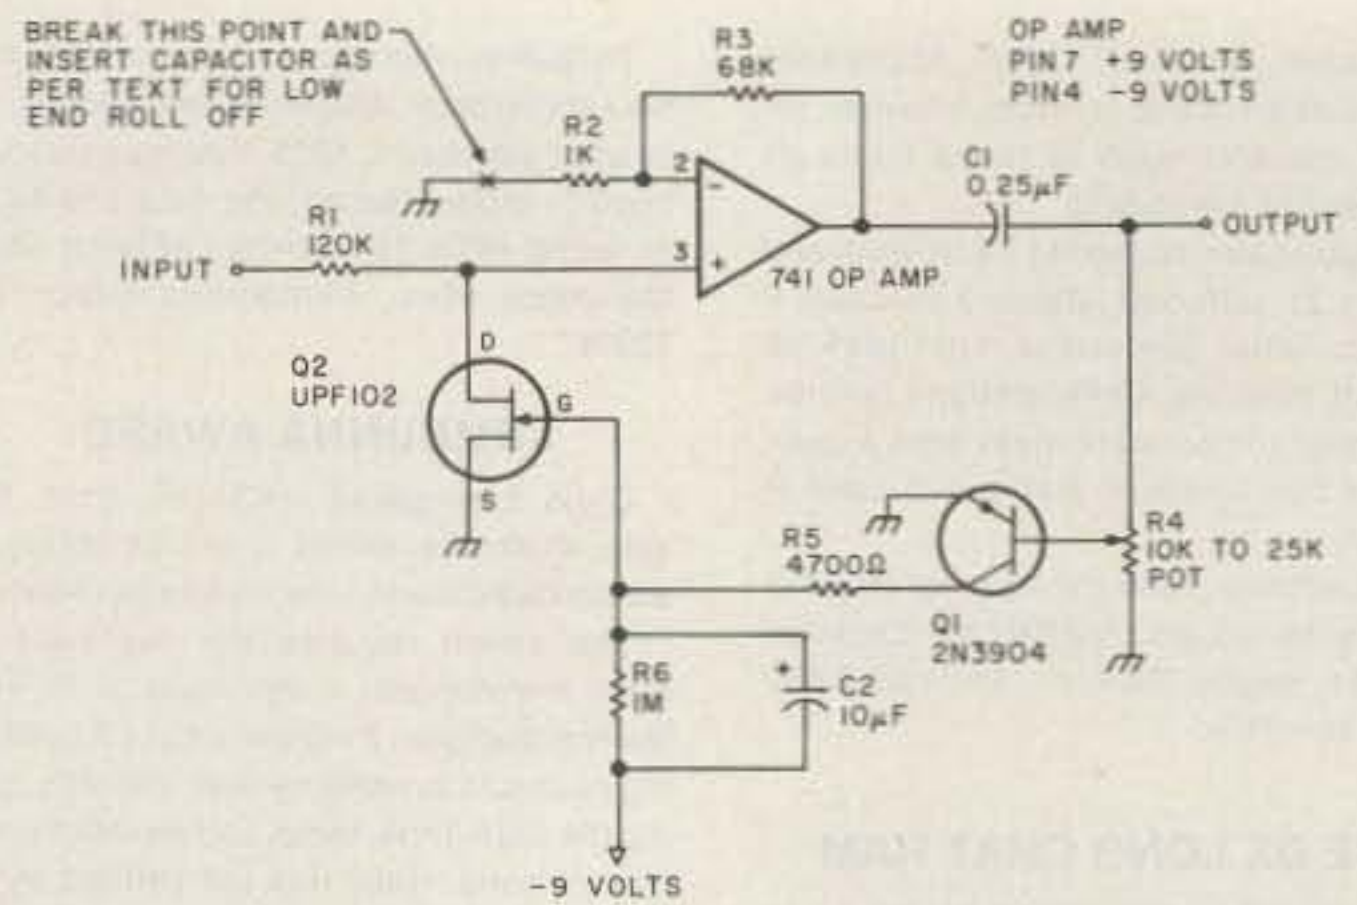 BREAK THIS POINT AND
INSERT CAPACITOR AS
PER TEXT FOR LOW
END ROLL OFF
R3
68K
OP AMP
PIN 7 +9 VOLTS
PIN4 -9 VOLTS
R2
1K
C1
0.25µF
2
-
R1
120K
INPUT
3
+
741 OP AMP
OUTPUT
D
Q2
UPF102
G
S
R5
4700Ω
R4
10K TO 25K
POT
Q1
2N3904
R6
1M
+
C2
10µF
-9 VOLTS